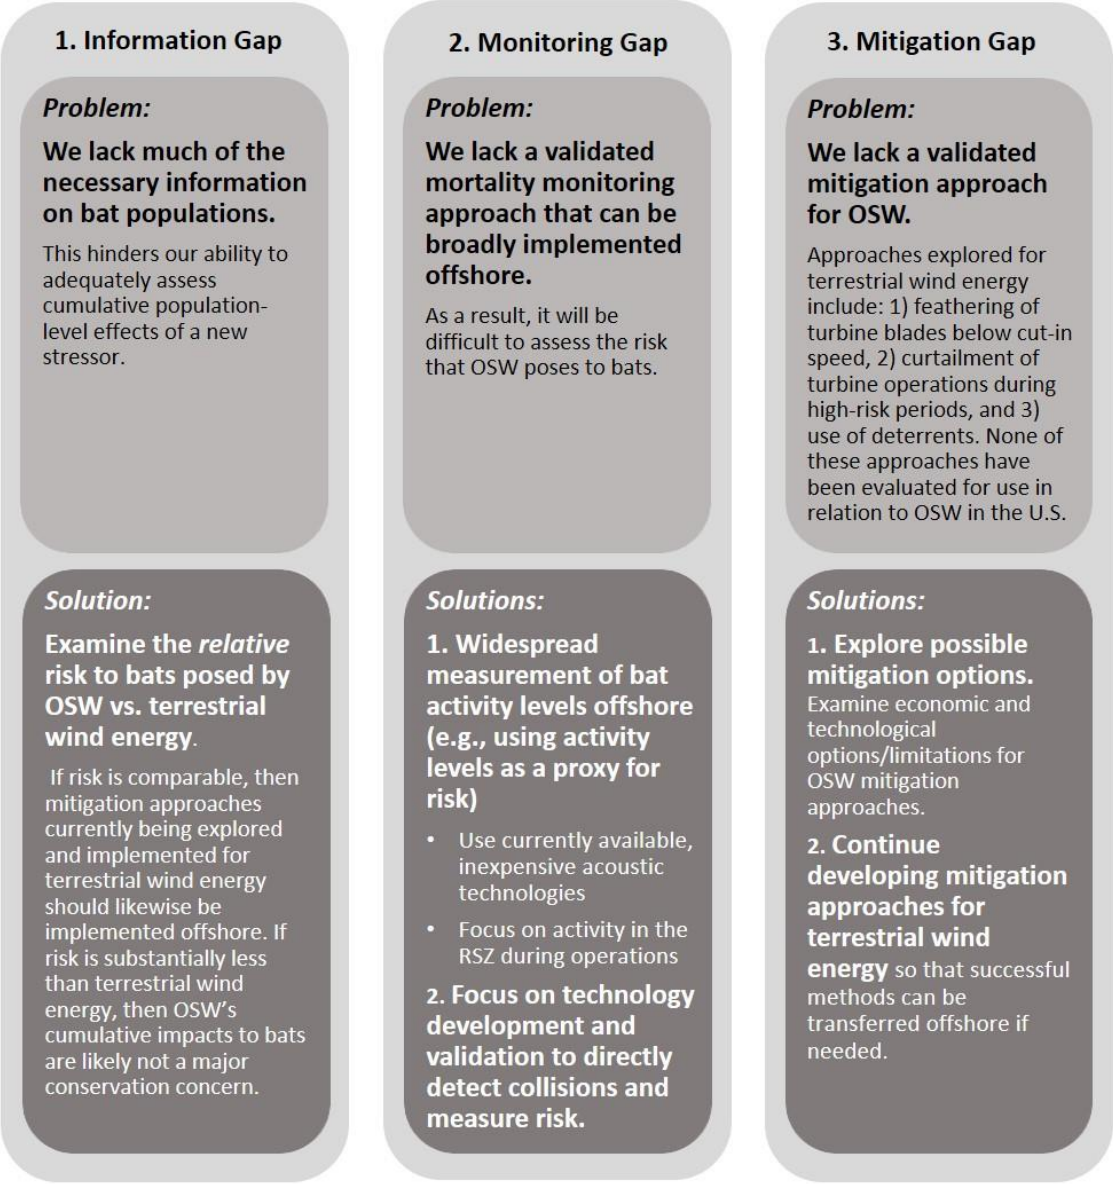 1. Information Gap
Problem:
We lack much of the
necessary information
on bat populations.
This hinders our ability to
adequately assess
cumulative population-
level effects of a new
stressor.
Solution:
Examine the relative
risk to bats posed by
OSW vs. terrestrial
wind energy.
If risk is comparable, then
mitigation approaches
currently being explored
and implemented for
terrestrial wind energy
should likewise be
implemented offshore. If
risk is substantially less
than terrestrial wind
energy, then OSW’s
cumulative impacts to bats
are likely not a major
conservation concern.
2. Monitoring Gap
Problem:
We lack a validated
mortality monitoring
approach that can be
broadly implemented
offshore.
As a result, it will be
difficult to assess the risk
that OSW poses to bats.
Solutions:
1. Widespread
measurement of bat
activity levels offshore
(e.g., using activity
levels as a proxy for
risk)
• Use currently available,
inexpensive acoustic
technologies
• Focus on activity in the
RSZ during operations
2. Focus on technology
development and
validation to directly
detect collisions and
measure risk.
3. Mitigation Gap
Problem:
We lack a validated
mitigation approach
for OSW.
Approaches explored for
terrestrial wind energy
include: 1) feathering of
turbine blades below cut-in
speed, 2) curtailment of
turbine operations during
high-risk periods, and 3)
use of deterrents. None of
these approaches have
been evaluated for use in
relation to OSW in the U.S.
Solutions:
1. Explore possible
mitigation options.
Examine economic and
technological
options/limitations for
OSW mitigation
approaches.
2. Continue
developing mitigation
approaches for
terrestrial wind
energy so that successful
methods can be
transferred offshore if
needed.